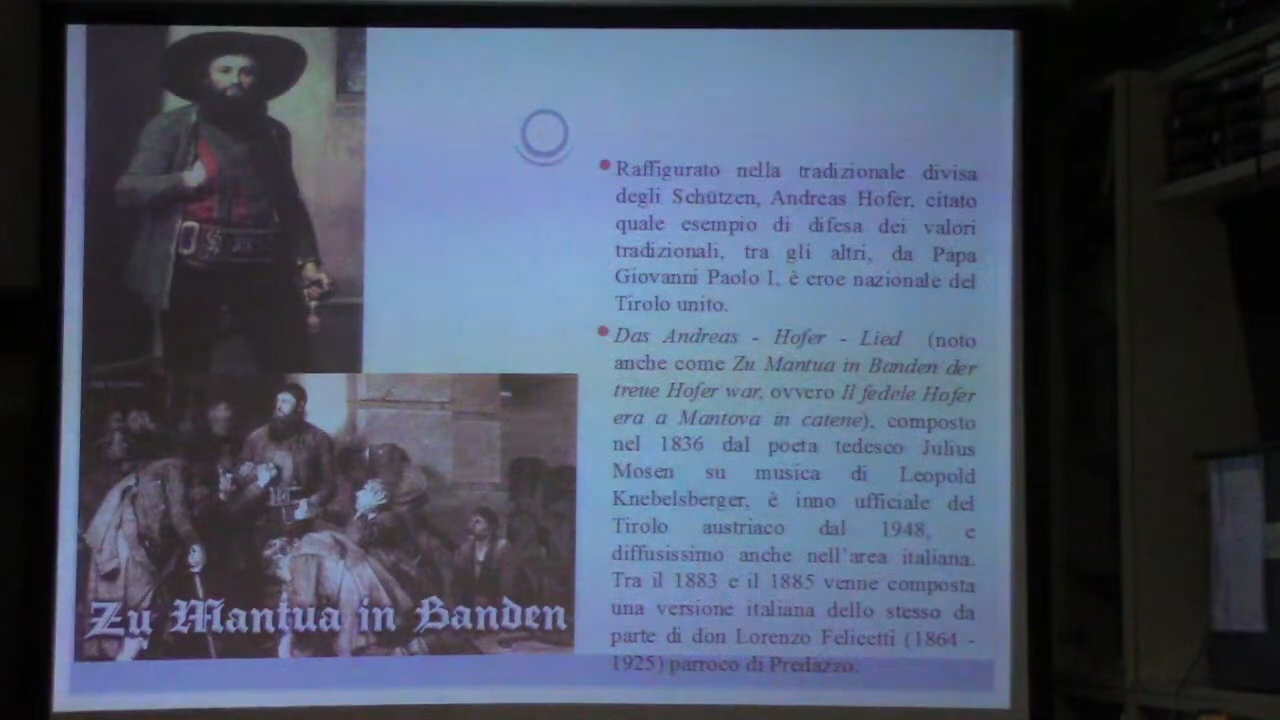 Raffigurato nella tradizionale divisa
degli Schützen, Andreas Hofer, citato
quale esempio di difesa dei valori
tradizionali, tra gli altri, da Papa
Giovanni Paolo I, è eroe nazionale del
Tirolo unito.
Das Andreas - Hofer - Lied (noto
anche come Zu Mantua in Banden der
treue Hofer war, ovvero Il fedele Hofer
era a Mantova in catene), composto
nel 1836 dal poeta tedesco Julius
Mosen su musica di Leopold
Knebelsberger, è inno ufficiale del
Tirolo austriaco dal 1948, e
diffusissimo anche nell'area italiana.
Tra il 1883 e il 1885 venne composta
una versione italiana dello stesso da
parte di don Lorenzo Felicetti (1864 -
1925) parroco di Predazzo.
Zu Mantua in Banden